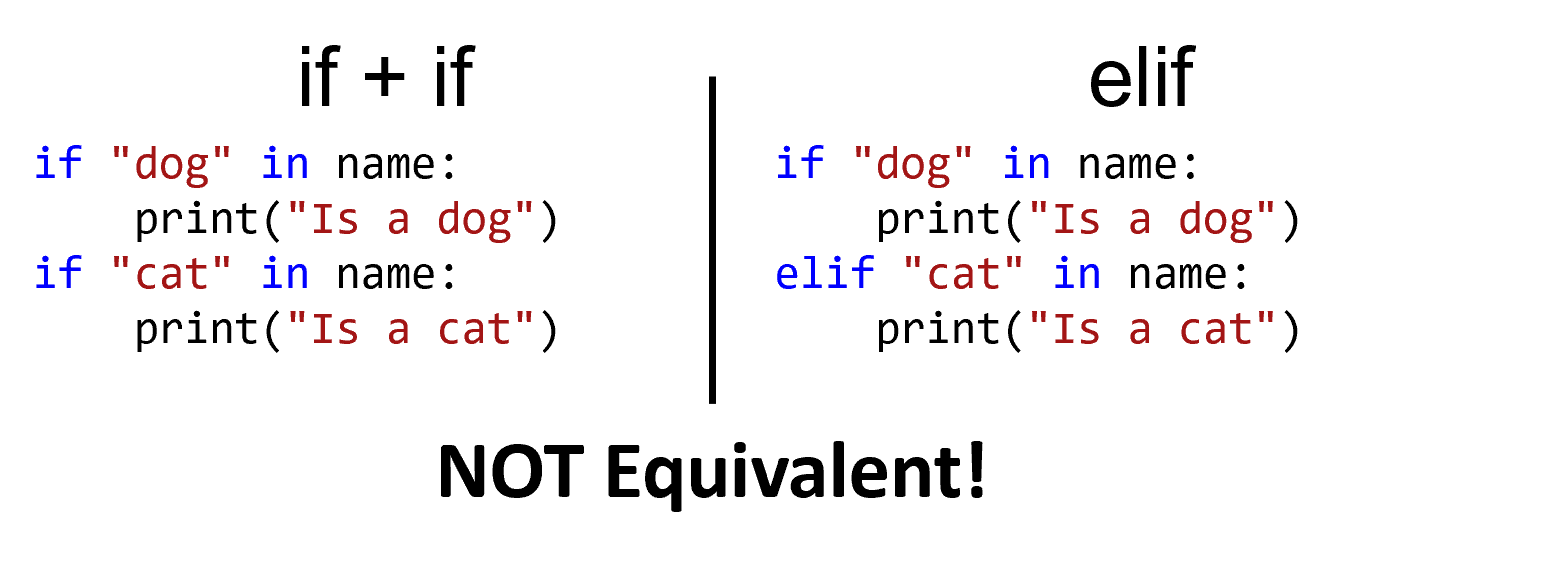 if + if
if "dog" in name:
    print("Is a dog")
if "cat" in name:
    print("Is a cat")
elif
if "dog" in name:
    print("Is a dog")
elif "cat" in name:
    print("Is a cat")
NOT Equivalent!